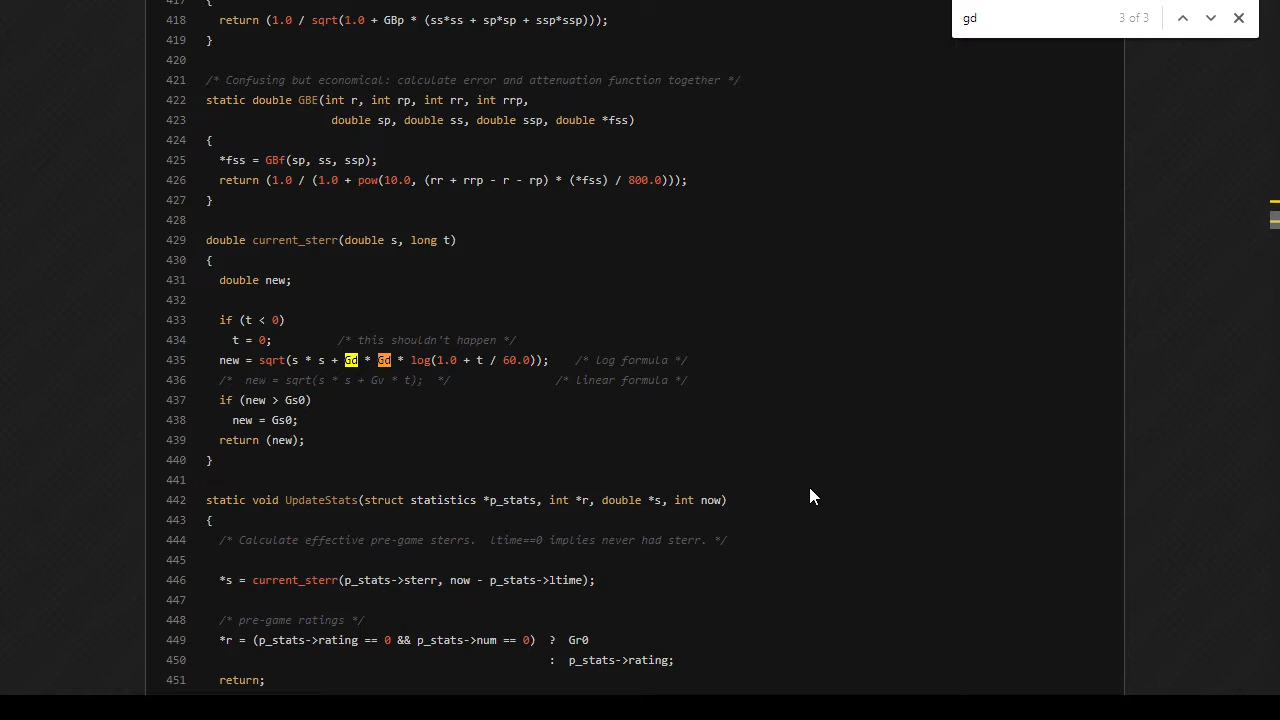 gd 3 of 3
417 {
418 return (1.0 / sqrt(1.0 + GBp * (ss*ss + sp*sp + ssp*ssp)));
419 }
420
421 /* Confusing but economical: calculate error and attenuation function together */
422 static double GBE(int r, int rp, int rr, int rrp,
423 double sp, double ss, double ssp, double *fss)
424 {
425 *fss = GBf(sp, ss, ssp);
426 return (1.0 / (1.0 + pow(10.0, (rr + rrp - r - rp) * (*fss) / 800.0)));
427 }
428
429 double current_sterr(double s, long t)
430 {
431 double new;
432
433 if (t < 0)
434 t = 0; /* this shouldn't happen */
435 new = sqrt(s * s + Gd * Gd * log(1.0 + t / 60.0)); /* log formula */
436 /* new = sqrt(s * s + Gv * t); */ /* linear formula */
437 if (new > Gs0)
438 new = Gs0;
439 return (new);
440 }
441
442 static void UpdateStats(struct statistics *p_stats, int *r, double *s, int now)
443 {
444 /* Calculate effective pre-game sterrs. ltime==0 implies never had sterr. */
445
446 *s = current_sterr(p_stats->sterr, now - p_stats->ltime);
447
448 /* pre-game ratings */
449 *r = (p_stats->rating == 0 && p_stats->num == 0) ? Gr0
450 : p_stats->rating;
451 return;